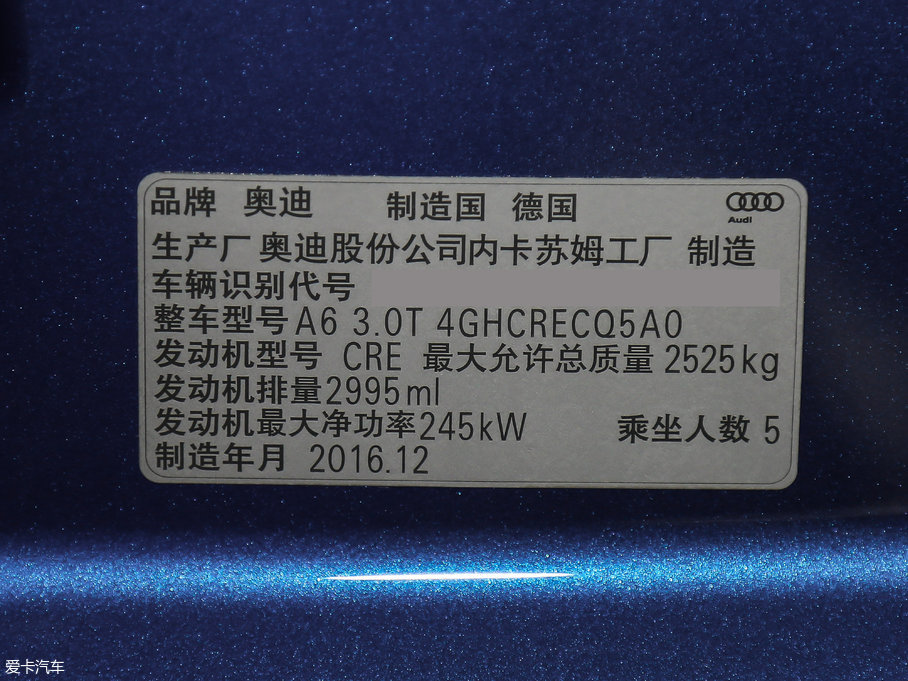 品牌 奥迪 制造国 德国
Audi
生产厂 奥迪股份公司内卡苏姆工厂 制造
车辆识别代号
整车型号 A6 3.0T 4GHCRECQ5A0
发动机型号 CRE 最大允许总质量 2525kg
发动机排量 2995ml
发动机最大净功率 245kW 乘坐人数 5
制造年月 2016.12
爱卡汽车